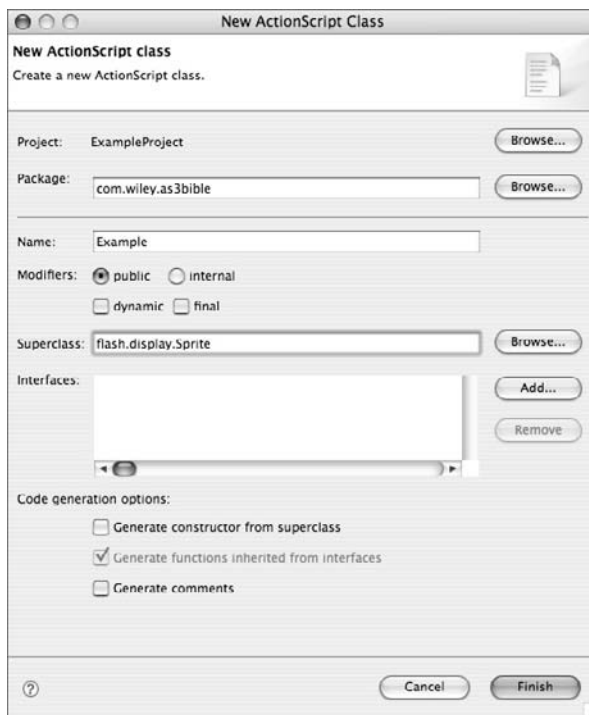 New ActionScript Class
New ActionScript class
Create a new ActionScript class.
Project: ExampleProject Browse...
Package: com.wiley.as3bible Browse...
Name: Example
Modifiers: public internal
dynamic final
Superclass: flash.display.Sprite Browse...
Interfaces: Add...
Remove
Code generation options:
Generate constructor from superclass
Generate functions inherited from interfaces
Generate comments
? Cancel Finish